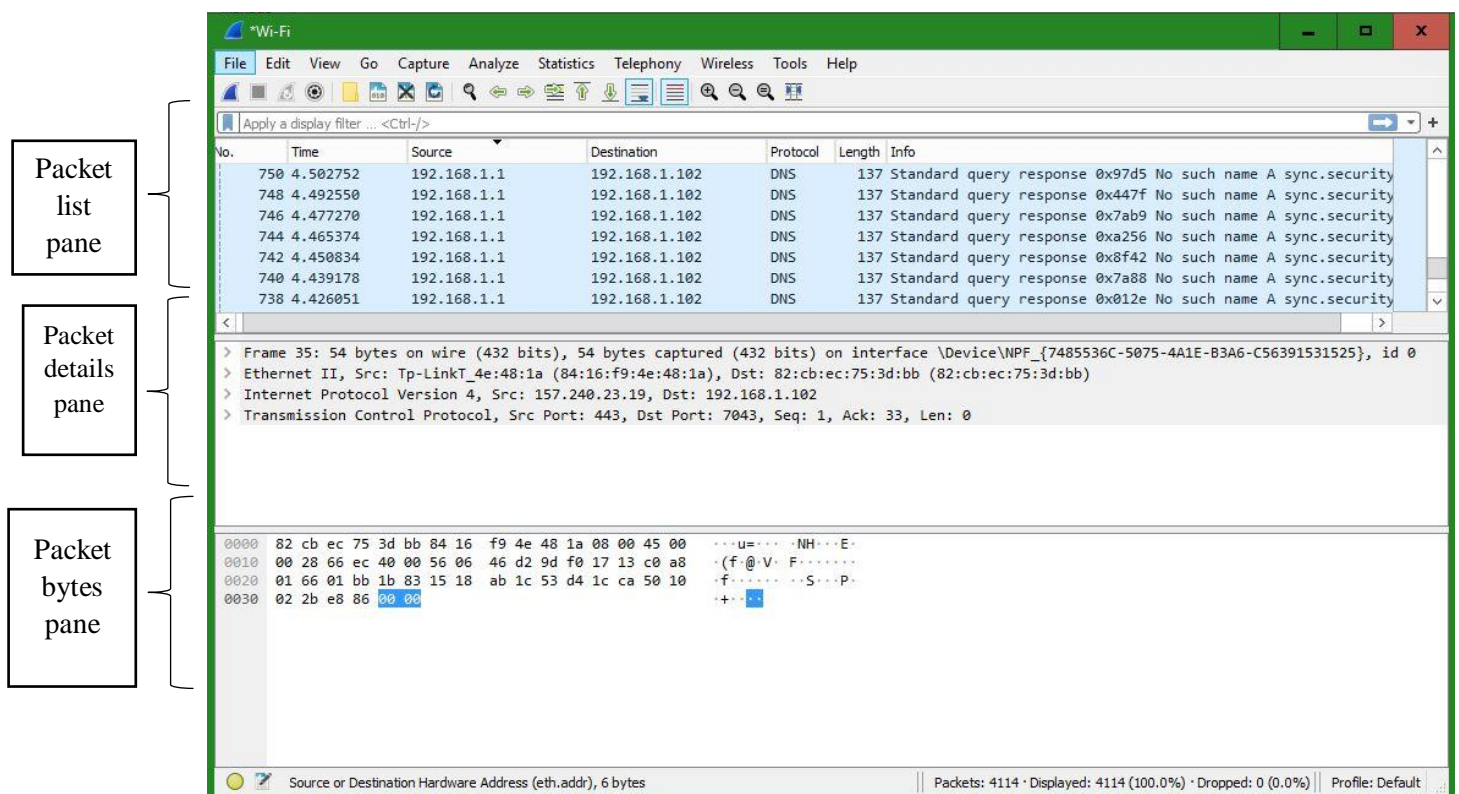 *Wi-Fi
File Edit View Go Capture Analyze Statistics Telephony Wireless Tools Help
Apply a display filter ... <Ctrl-/>
No. Time Source Destination Protocol Length Info
750 4.502752 192.168.1.1 192.168.1.102 DNS 137 Standard query response 0x97d5 No such name A sync.security
748 4.492550 192.168.1.1 192.168.1.102 DNS 137 Standard query response 0x447f No such name A sync.security
746 4.477270 192.168.1.1 192.168.1.102 DNS 137 Standard query response 0x7ab9 No such name A sync.security
744 4.465374 192.168.1.1 192.168.1.102 DNS 137 Standard query response 0xa256 No such name A sync.security
742 4.450834 192.168.1.1 192.168.1.102 DNS 137 Standard query response 0x8f42 No such name A sync.security
740 4.439178 192.168.1.1 192.168.1.102 DNS 137 Standard query response 0x7a88 No such name A sync.security
738 4.426051 192.168.1.1 192.168.1.102 DNS 137 Standard query response 0x012e No such name A sync.security
Packet
list
pane
> Frame 35: 54 bytes on wire (432 bits), 54 bytes captured (432 bits) on interface \Device\NPF_{7485536C-5075-4A1E-B3A6-C56391531525}, id 0
> Ethernet II, Src: Tp-LinkT_4e:48:1a (84:16:f9:4e:48:1a), Dst: 82:cb:ec:75:3d:bb (82:cb:ec:75:3d:bb)
> Internet Protocol Version 4, Src: 157.240.23.19, Dst: 192.168.1.102
> Transmission Control Protocol, Src Port: 443, Dst Port: 7043, Seq: 1, Ack: 33, Len: 0
Packet
details
pane
0000 82 cb ec 75 3d bb 84 16 f9 4e 48 1a 08 00 45 00 ···u=··· ·NH···E·
0010 00 28 66 ec 40 00 56 06 46 d2 9d f0 17 13 c0 a8 ·(f·@·V· F·······
0020 01 66 01 bb 1b 83 15 18 ab 1c 53 d4 1c ca 50 10 ·f······ ··S···P·
0030 02 2b e8 86 00 00 ·+····
Packet
bytes
pane
Source or Destination Hardware Address (eth.addr), 6 bytes Packets: 4114 · Displayed: 4114 (100.0%) · Dropped: 0 (0.0%) Profile: Default